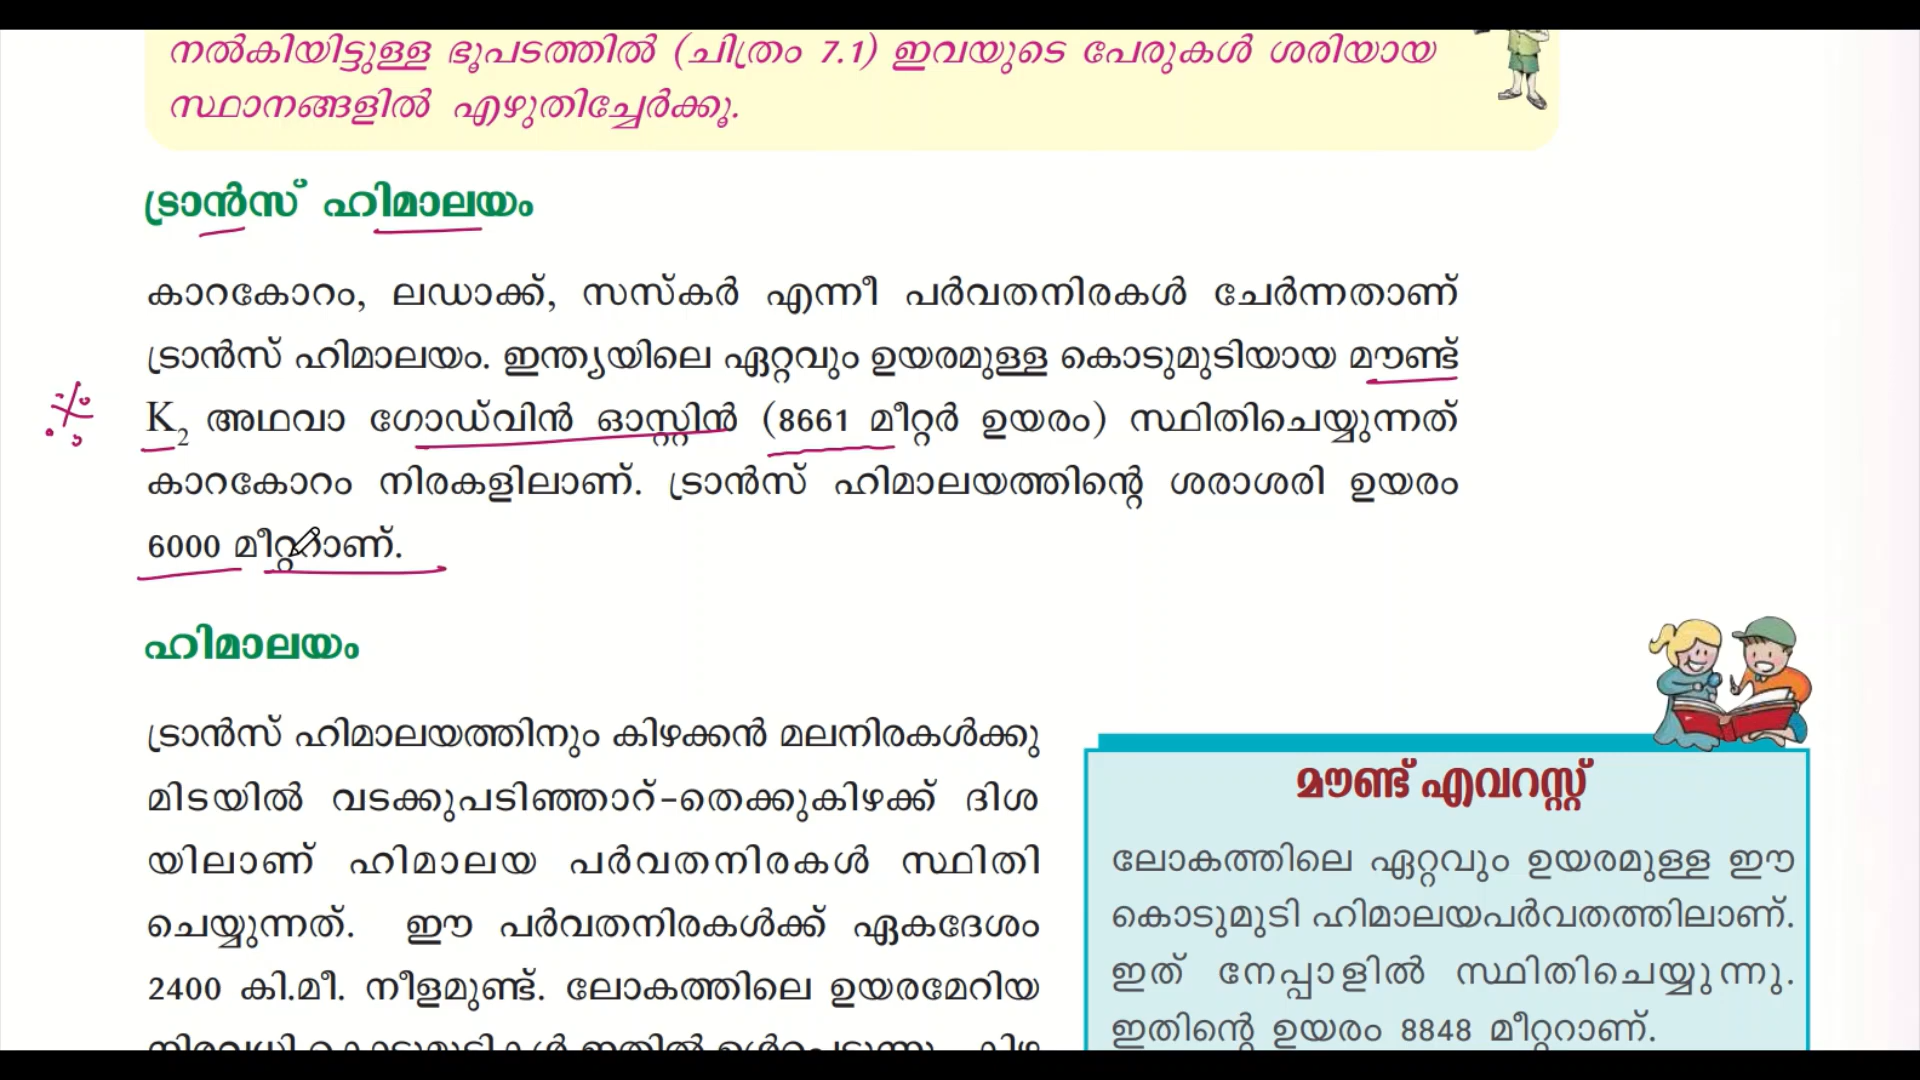 നൽകിയിട്ടുള്ള ഭൂപടത്തിൽ (ചിത്രം 7.1) ഇവയുടെ പേരുകൾ ശരിയായ
സ്ഥാനങ്ങളിൽ എഴുതിച്ചേർക്കൂ.
ട്രാൻസ് ഹിമാലയം
കാറകോറം, ലഡാക്ക്, സസ്കർ എന്നീ പർവതനിരകൾ ചേർന്നതാണ്
ട്രാൻസ് ഹിമാലയം. ഇന്ത്യയിലെ ഏറ്റവും ഉയരമുള്ള കൊടുമുടിയായ മൗണ്ട്
K2 അഥവാ ഗോഡ്‌വിൻ ഓസ്റ്റിൻ (8661 മീറ്റർ ഉയരം) സ്ഥിതിചെയ്യുന്നത്
കാറകോറം നിരകളിലാണ്. ട്രാൻസ് ഹിമാലയത്തിന്റെ ശരാശരി ഉയരം
6000 മീറ്ററാണ്.
ഹിമാലയം
ട്രാൻസ് ഹിമാലയത്തിനും കിഴക്കൻ മലനിരകൾക്കു
മിടയിൽ വടക്കുപടിഞ്ഞാറ്-തെക്കുകിഴക്ക് ദിശ
യിലാണ് ഹിമാലയ പർവതനിരകൾ സ്ഥിതി
ചെയ്യുന്നത്. ഈ പർവതനിരകൾക്ക് ഏകദേശം
2400 കി.മീ. നീളമുണ്ട്. ലോകത്തിലെ ഉയരമേറിയ
മൗണ്ട് എവറസ്റ്റ്
ലോകത്തിലെ ഏറ്റവും ഉയരമുള്ള ഈ
കൊടുമുടി ഹിമാലയപർവതത്തിലാണ്.
ഇത് നേപ്പാളിൽ സ്ഥിതിചെയ്യുന്നു.
ഇതിന്റെ ഉയരം 8848 മീറ്ററാണ്.